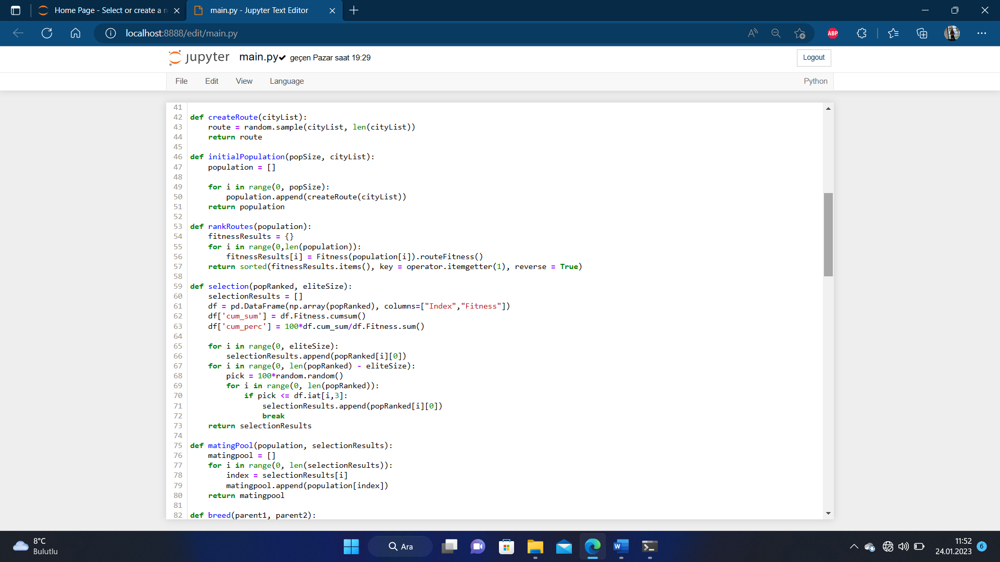 Home Page - Select or create a n
main.py - Jupyter Text Editor
localhost:8888/edit/main.py
ABP
jupyter main.py✔ geçen Pazar saat 19:29
Logout
File Edit View Language
Python
41
42 def createRoute(cityList):
43     route = random.sample(cityList, len(cityList))
44     return route
45
46 def initialPopulation(popSize, cityList):
47     population = []
48
49     for i in range(0, popSize):
50         population.append(createRoute(cityList))
51     return population
52
53 def rankRoutes(population):
54     fitnessResults = {}
55     for i in range(0,len(population)):
56         fitnessResults[i] = Fitness(population[i]).routeFitness()
57     return sorted(fitnessResults.items(), key = operator.itemgetter(1), reverse = True)
58
59 def selection(popRanked, eliteSize):
60     selectionResults = []
61     df = pd.DataFrame(np.array(popRanked), columns=["Index","Fitness"])
62     df['cum_sum'] = df.Fitness.cumsum()
63     df['cum_perc'] = 100*df.cum_sum/df.Fitness.sum()
64
65     for i in range(0, eliteSize):
66         selectionResults.append(popRanked[i][0])
67     for i in range(0, len(popRanked) - eliteSize):
68         pick = 100*random.random()
69         for i in range(0, len(popRanked)):
70             if pick <= df.iat[i,3]:
71                 selectionResults.append(popRanked[i][0])
72                 break
73     return selectionResults
74
75 def matingPool(population, selectionResults):
76     matingpool = []
77     for i in range(0, len(selectionResults)):
78         index = selectionResults[i]
79         matingpool.append(population[index])
80     return matingpool
81
82 def breed(parent1, parent2):
8°C
Bulutlu
Ara
11:52
24.01.2023
6